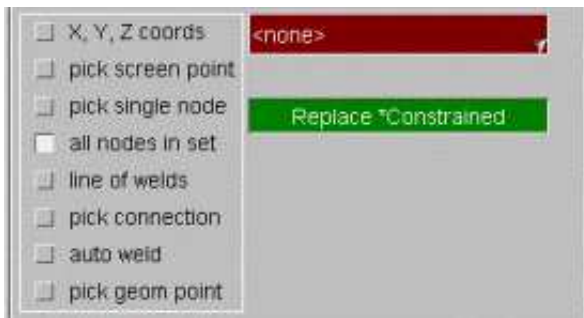 X, Y, Z coords
<none>
pick screen point
pick single node
Replace *Constrained
all nodes in set
line of welds
pick connection
auto weld
pick geom point